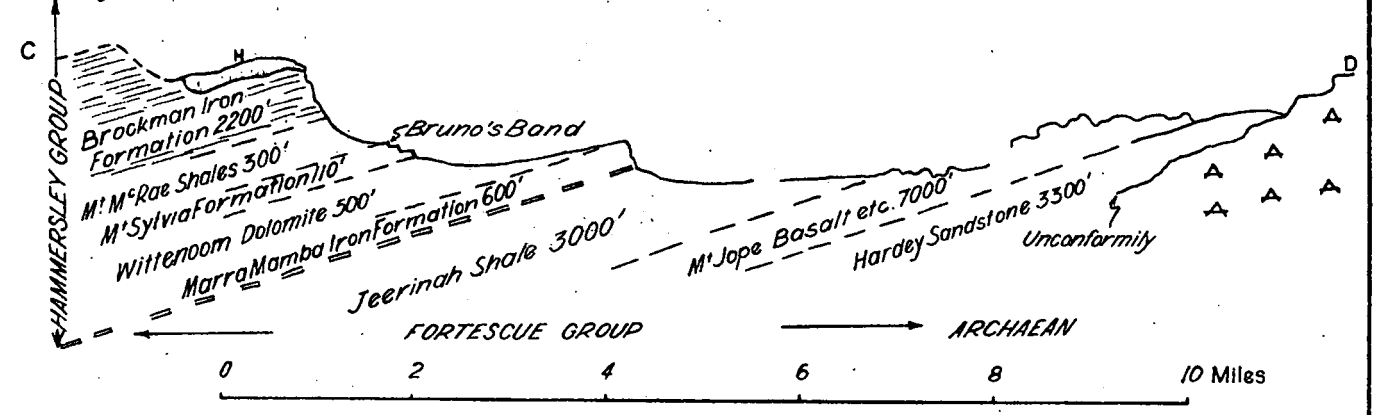 C
H
D
HAMMERSLEY GROUP
Brockman Iron
Formation 2200'
Bruno's Band
Mt McRae Shales 300'
Mt Sylvia Formation 110'
Wittenoom Dolomite 500'
Marra Mamba Iron Formation 600'
Jeerinah Shale 3000'
Mt Jope Basalt etc. 7000'
Hardey Sandstone 3300'
Unconformity
FORTESCUE GROUP
ARCHAEAN
0 2 4 6 8 10 Miles